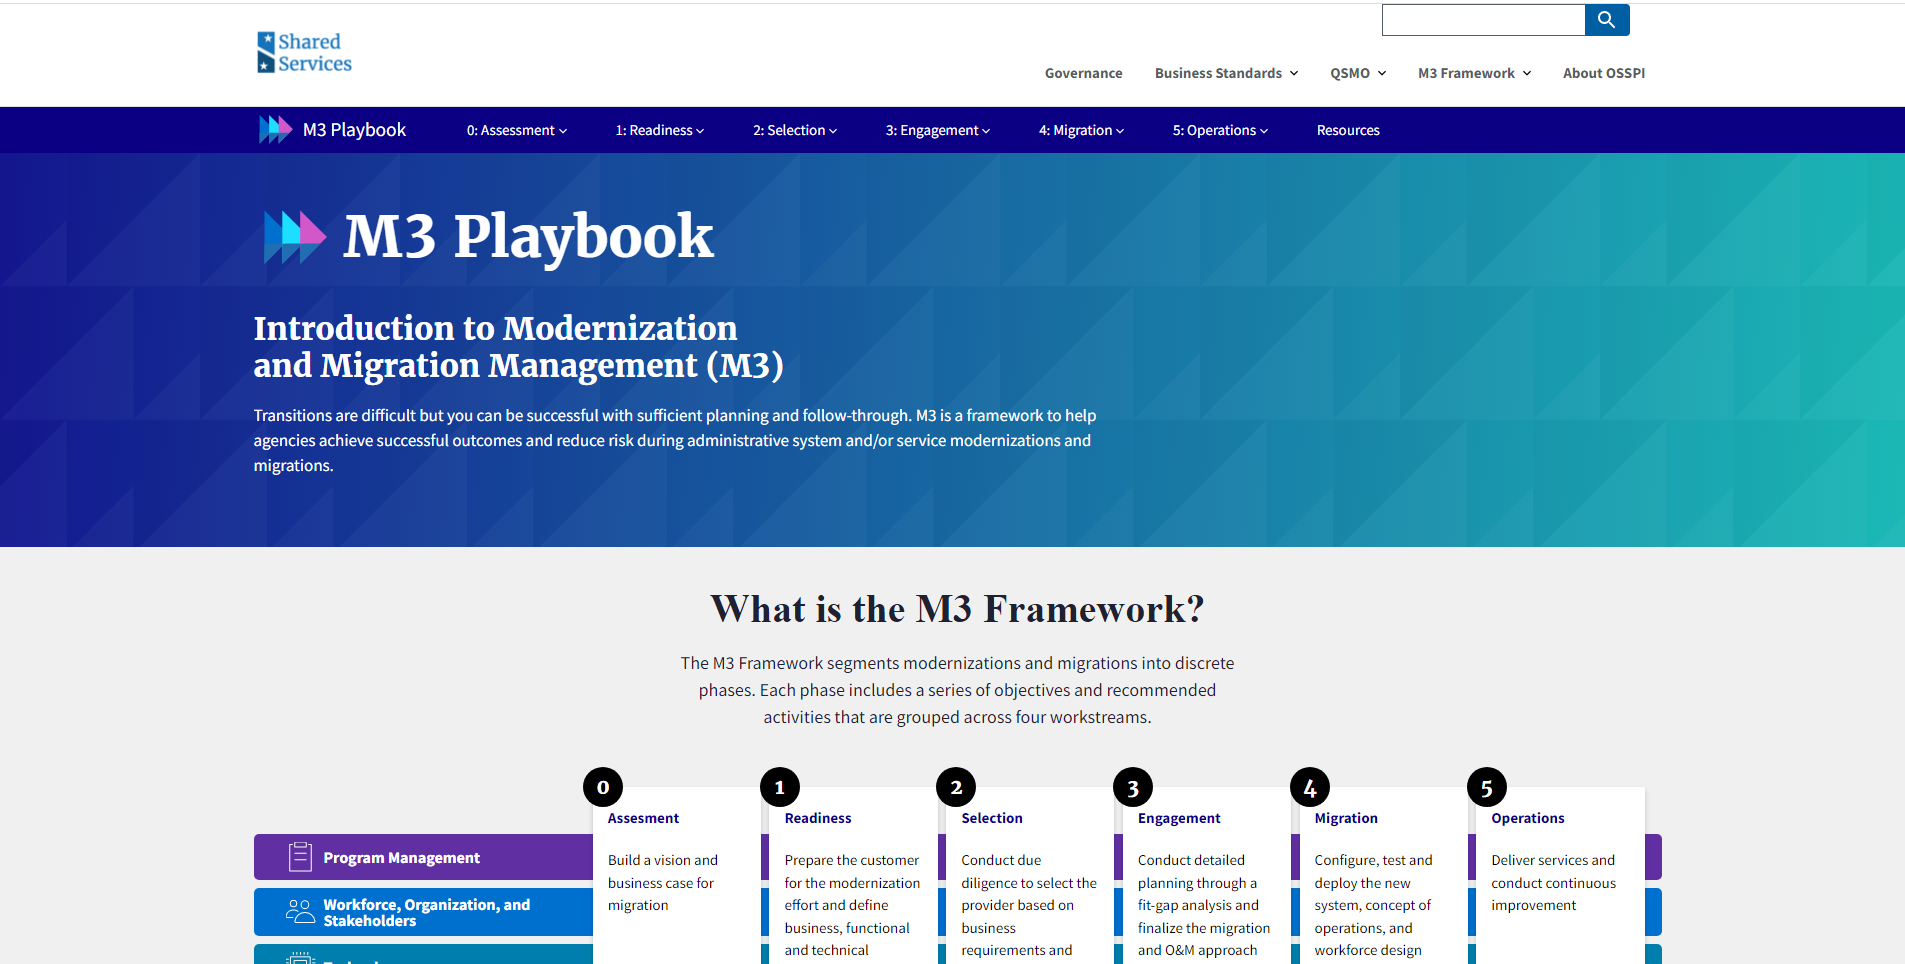 Shared
Services
Governance
Business Standards
QSMO
M3 Framework
About OSSPI
M3 Playbook
0: Assessment
1: Readiness
2: Selection
3: Engagement
4: Migration
5: Operations
Resources
M3 Playbook
Introduction to Modernization
and Migration Management (M3)
Transitions are difficult but you can be successful with sufficient planning and follow-through. M3 is a framework to help
agencies achieve successful outcomes and reduce risk during administrative system and/or service modernizations and
migrations.
What is the M3 Framework?
The M3 Framework segments modernizations and migrations into discrete
phases. Each phase includes a series of objectives and recommended
activities that are grouped across four workstreams.
Program Management
Workforce, Organization, and
Stakeholders
0
Assesment
Build a vision and
business case for
migration
1
Readiness
Prepare the customer
for the modernization
effort and define
business, functional
and technical
2
Selection
Conduct due
diligence to select the
provider based on
business
requirements and
3
Engagement
Conduct detailed
planning through a
fit-gap analysis and
finalize the migration
and O&M approach
4
Migration
Configure, test and
deploy the new
system, concept of
operations, and
workforce design
5
Operations
Deliver services and
conduct continuous
improvement